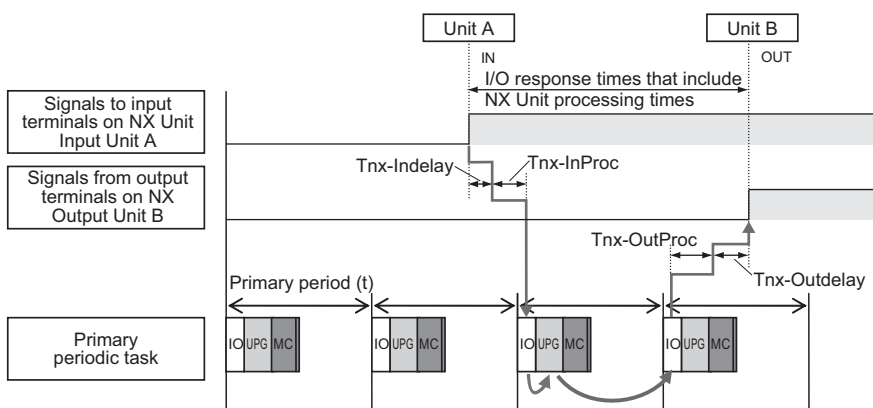 Unit A
Unit B
IN
OUT
I/O response times that include
NX Unit processing times
Signals to input
terminals on NX Unit
Input Unit A
Tnx-Indelay
Tnx-InProc
Signals from output
terminals on NX
Output Unit B
Tnx-OutProc
Tnx-Outdelay
Primary period (t)
Primary
periodic task
IO UPG MC
IO UPG MC
IO UPG MC
IO UPG MC